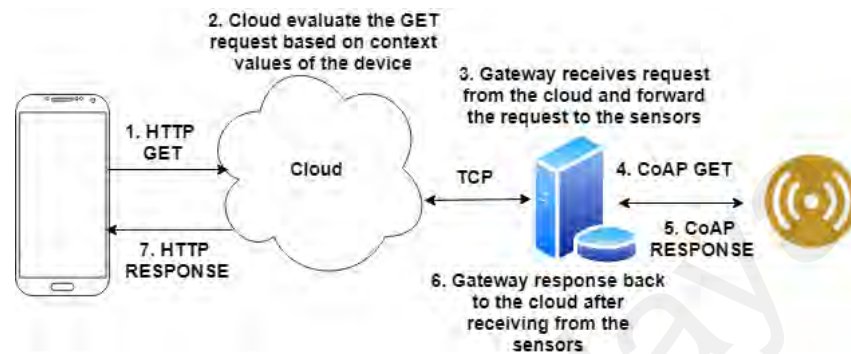 2. Cloud evaluate the GET
request based on context
values of the device
3. Gateway receives request
from the cloud and forward
the request to the sensors
1. HTTP
GET
Cloud
TCP
4. CoAP GET
5. CoAP
RESPONSE
7. HTTP
RESPONSE
6. Gateway response back
to the cloud after
receiving from the
sensors